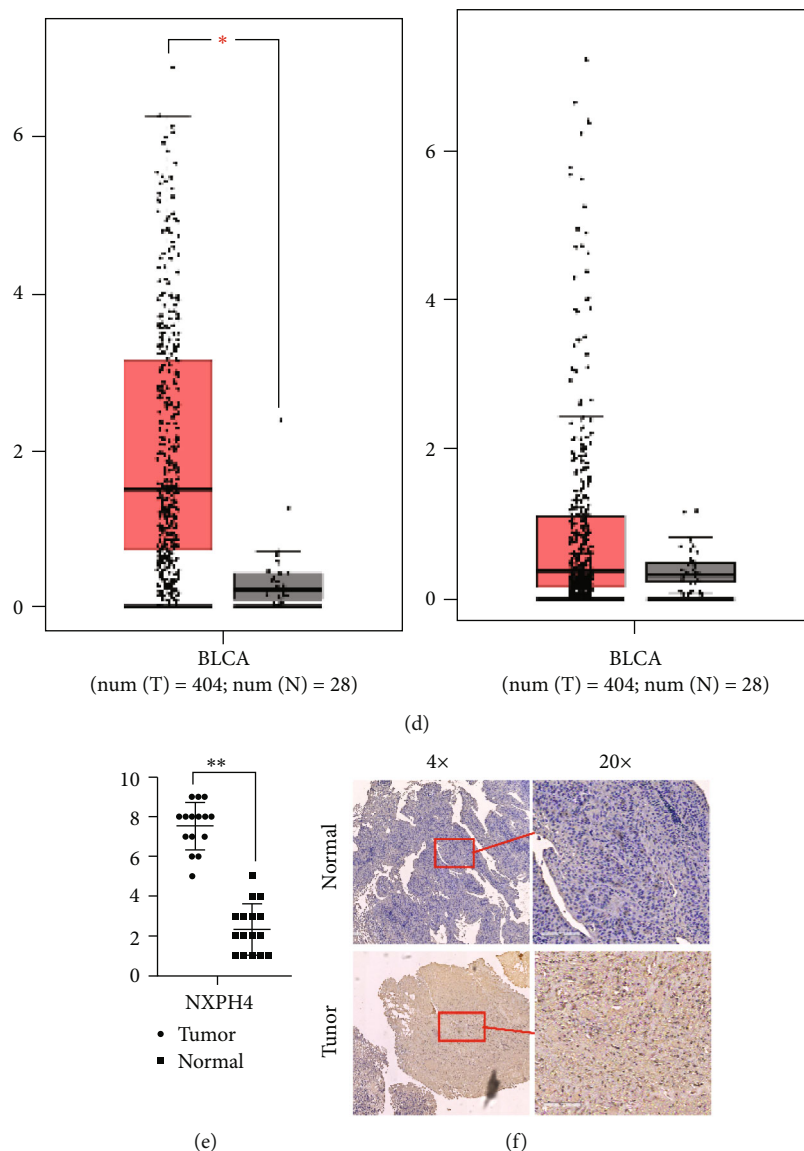 *
6
4
2
0
BLCA
(num (T) = 404; num (N) = 28)
6
4
2
0
BLCA
(num (T) = 404; num (N) = 28)
(d)
**
10
8
6
4
2
0
NXPH4
Tumor
Normal
(e)
4×
20×
Normal
Tunor
(f)